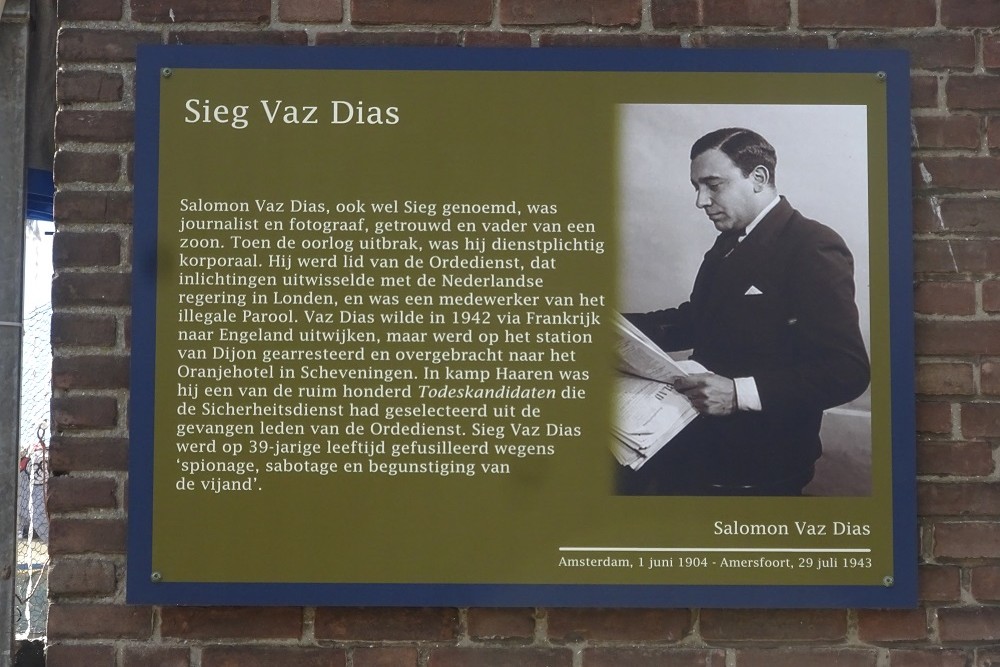 Sieg Vaz Dias
Salomon Vaz Dias, ook wel Sieg genoemd, was
journalist en fotograaf, getrouwd en vader van een
zoon. Toen de oorlog uitbrak, was hij dienstplichtig
korporaal. Hij werd lid van de Ordedienst, dat
inlichtingen uitwisselde met de Nederlandse
regering in Londen, en was een medewerker van het
illegale Parool. Vaz Dias wilde in 1942 via Frankrijk
naar Engeland uitwijken, maar werd op het station
van Dijon gearresteerd en overgebracht naar het
Oranjehotel in Scheveningen. In kamp Haaren was
hij een van de ruim honderd Todeskandidaten die
de Sicherheitsdienst had geselecteerd uit de
gevangen leden van de Ordedienst. Sieg Vaz Dias
werd op 39-jarige leeftijd gefusilleerd wegens
‘spionage, sabotage en begunstiging van
de vijand’.
Salomon Vaz Dias
Amsterdam, 1 juni 1904 - Amersfoort, 29 juli 1943